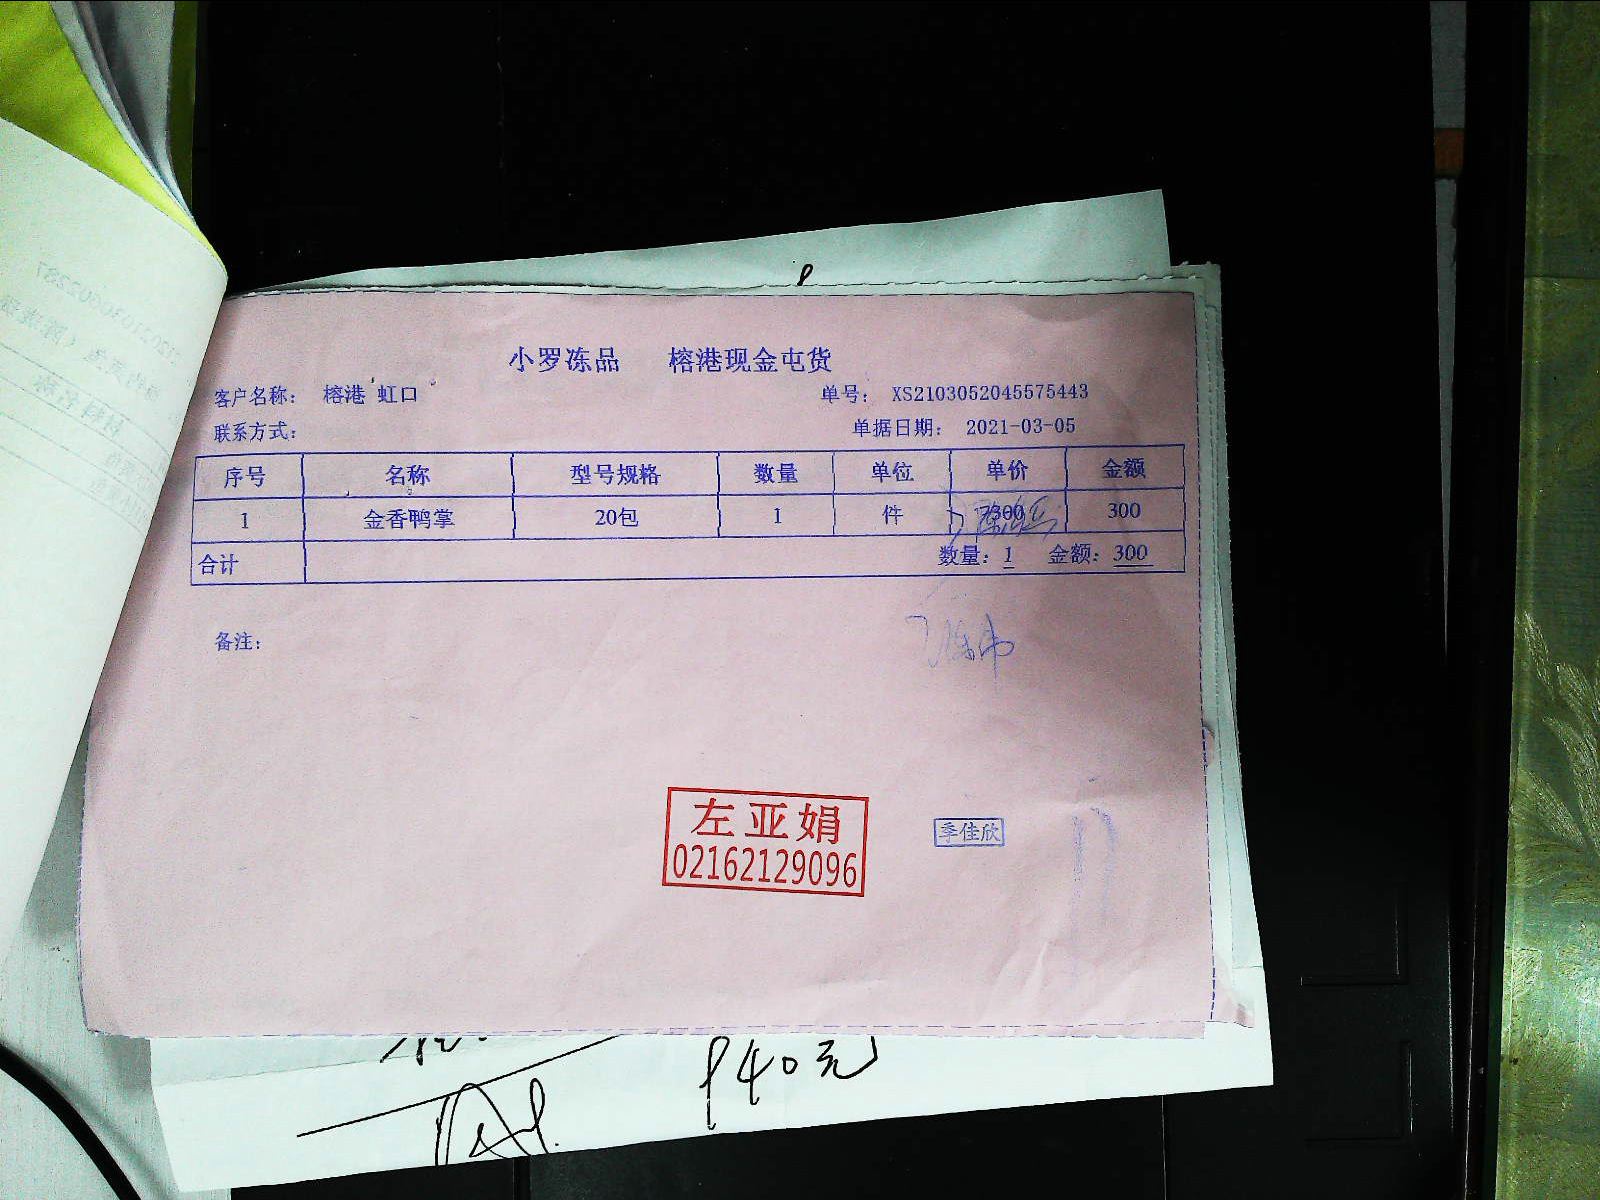 小罗冻品 榕港现金屯货
客户名称： 榕港 虹口 单号： XS2103052045575443
联系方式： 单据日期： 2021-03-05
序号 名称 型号规格 数量 单位 单价 金额
1 金香鸭掌 20包 1 件 300 300
合计 数量：1 金额：300
备注：
左亚娟
02162129096
季佳欣
940元